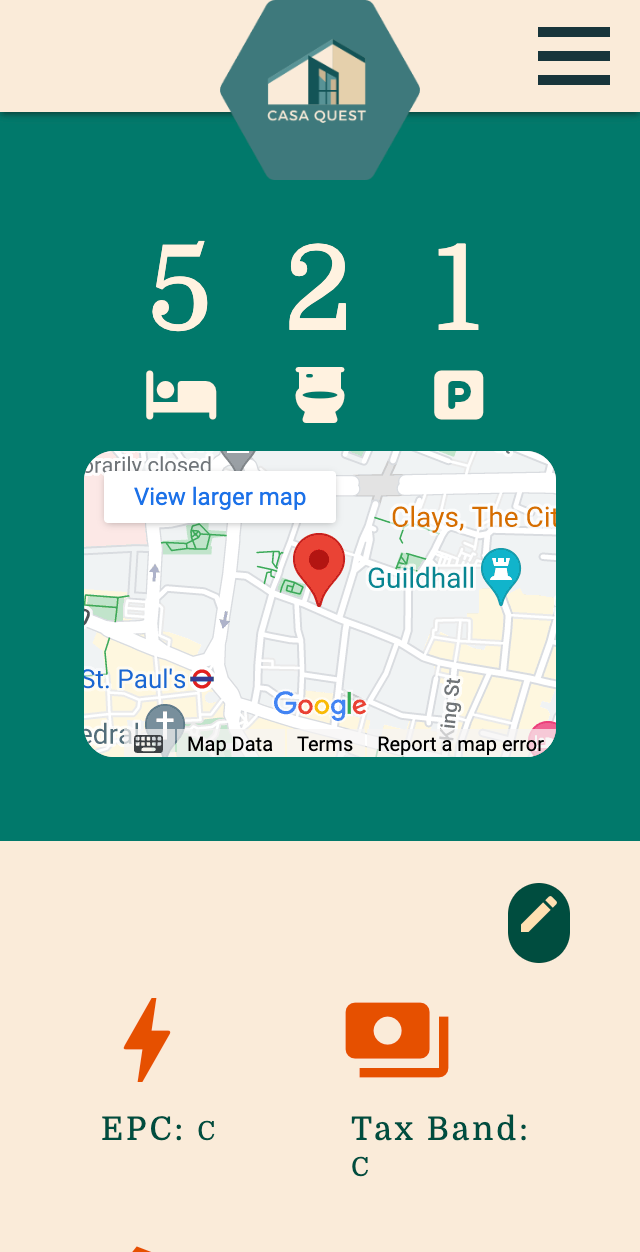 CASA QUEST
5 2 1
P
orarily closed
View larger map
Clays, The Cit
Guildhall
St. Paul's
King St
edral
Google
Map Data Terms Report a map error
EPC: C
Tax Band:
C